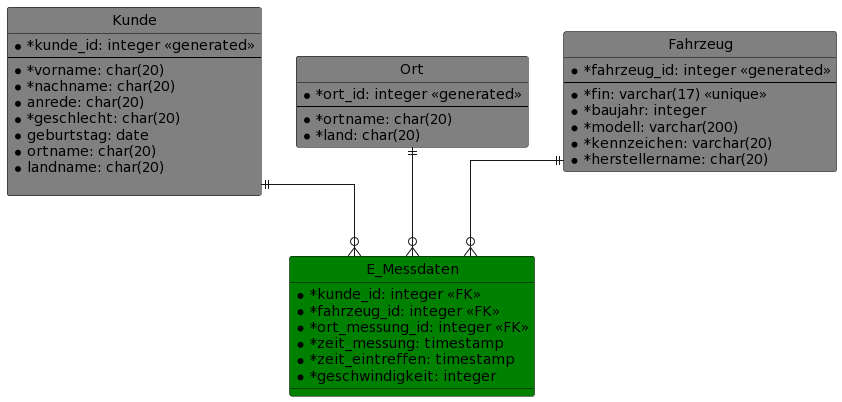 Kunde
*kunde_id: integer «generated»
*vorname: char(20)
*nachname: char(20)
anrede: char(20)
*geschlecht: char(20)
geburtstag: date
ortname: char(20)
landname: char(20)
Ort
*ort_id: integer «generated»
*ortname: char(20)
*land: char(20)
Fahrzeug
*fahrzeug_id: integer «generated»
*fin: varchar(17) «unique»
*baujahr: integer
*modell: varchar(200)
*kennzeichen: varchar(20)
*herstellername: char(20)
E_Messdaten
*kunde_id: integer «FK»
*fahrzeug_id: integer «FK»
*ort_messung_id: integer «FK»
*zeit_messung: timestamp
*zeit_eintreffen: timestamp
*geschwindigkeit: integer